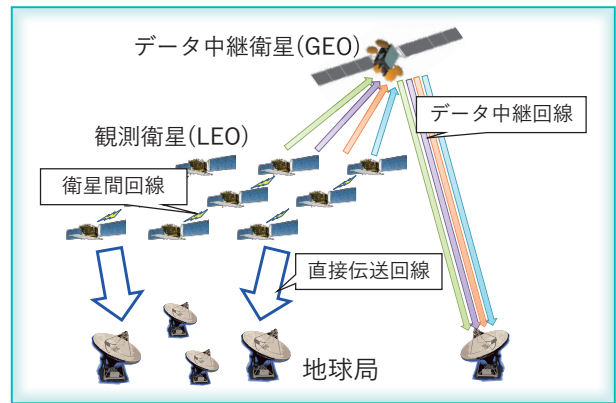 データ中継衛星(GEO)
データ中継回線
観測衛星(LEO)
衛星間回線
直接伝送回線
地球局